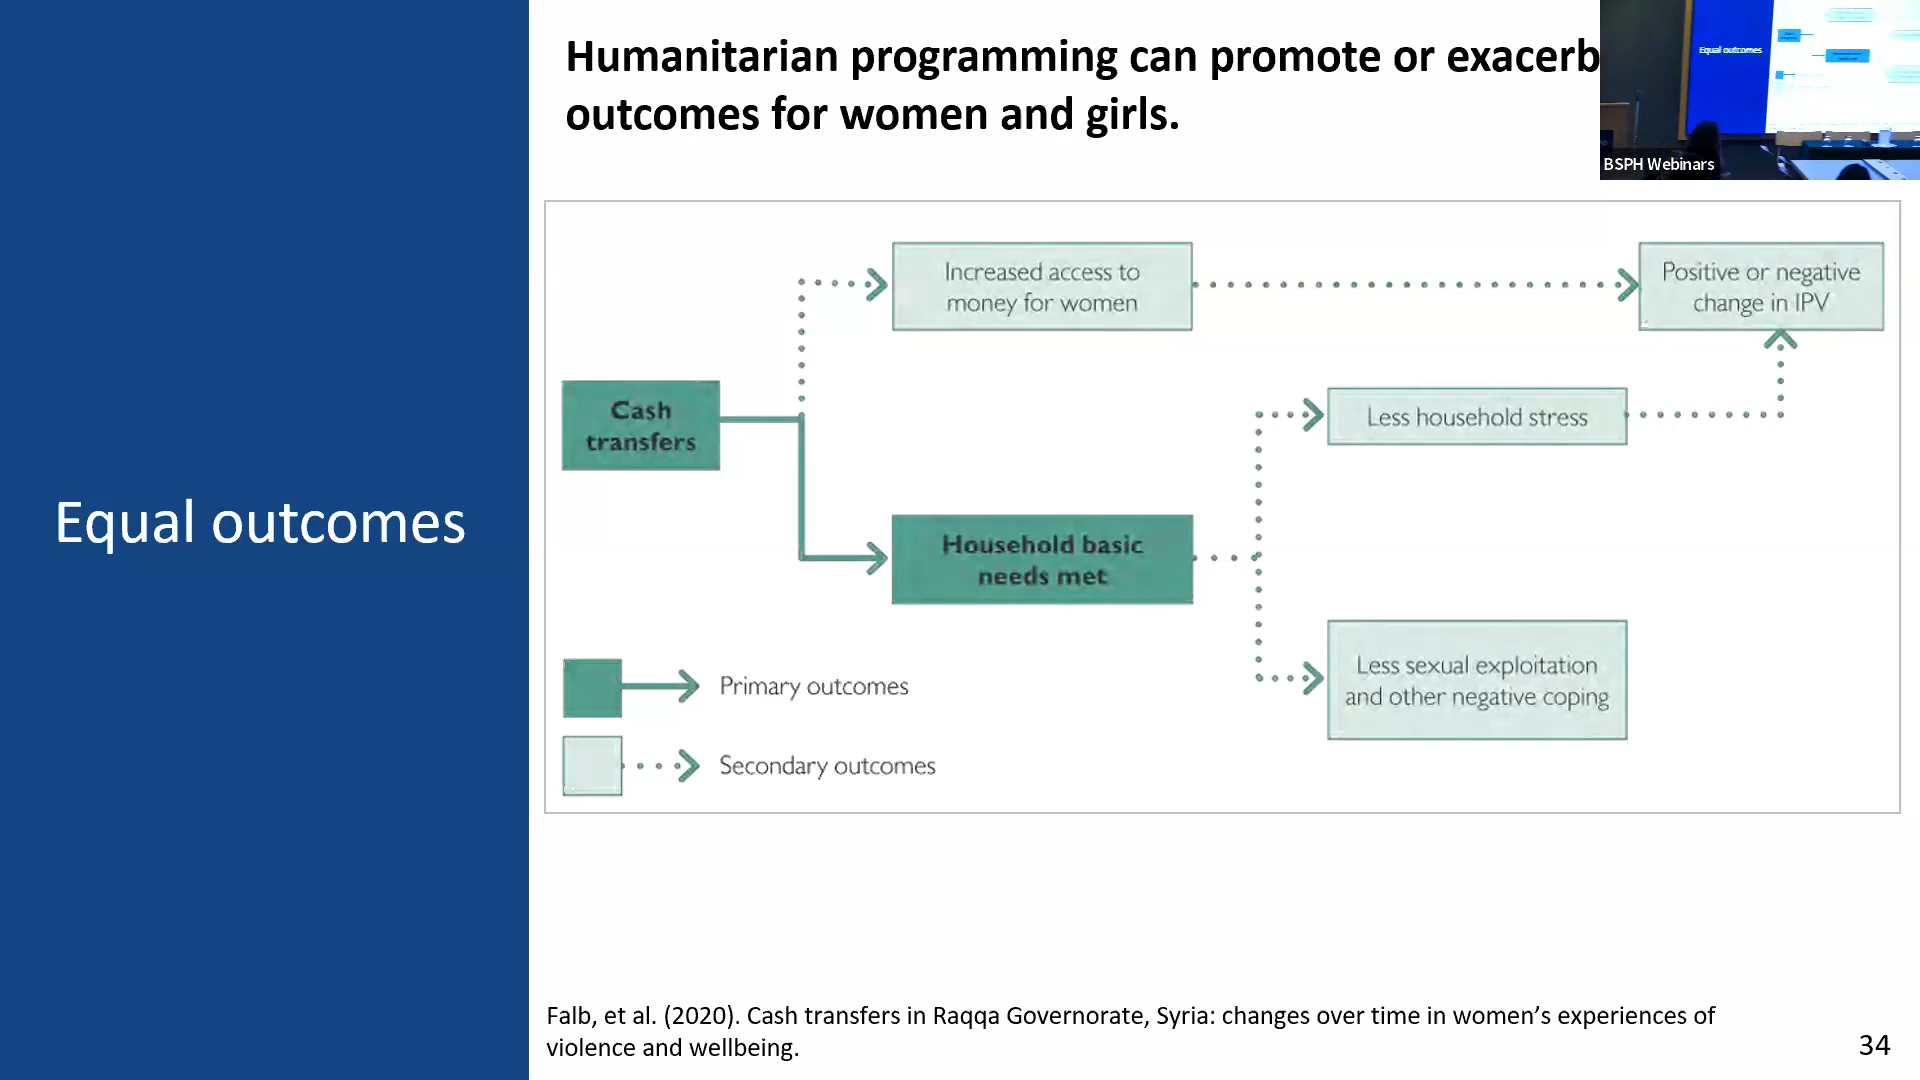 Humanitarian programming can promote or exacerb
outcomes for women and girls.
Equal outcomes
BSPH Webinars
Equal outcomes
Increased access to
money for women
Positive or negative
change in IPV
Cash
transfers
Less household stress
Household basic
needs met
Less sexual exploitation
and other negative coping
Primary outcomes
Secondary outcomes
Falb, et al. (2020). Cash transfers in Raqqa Governorate, Syria: changes over time in women’s experiences of
violence and wellbeing.
34